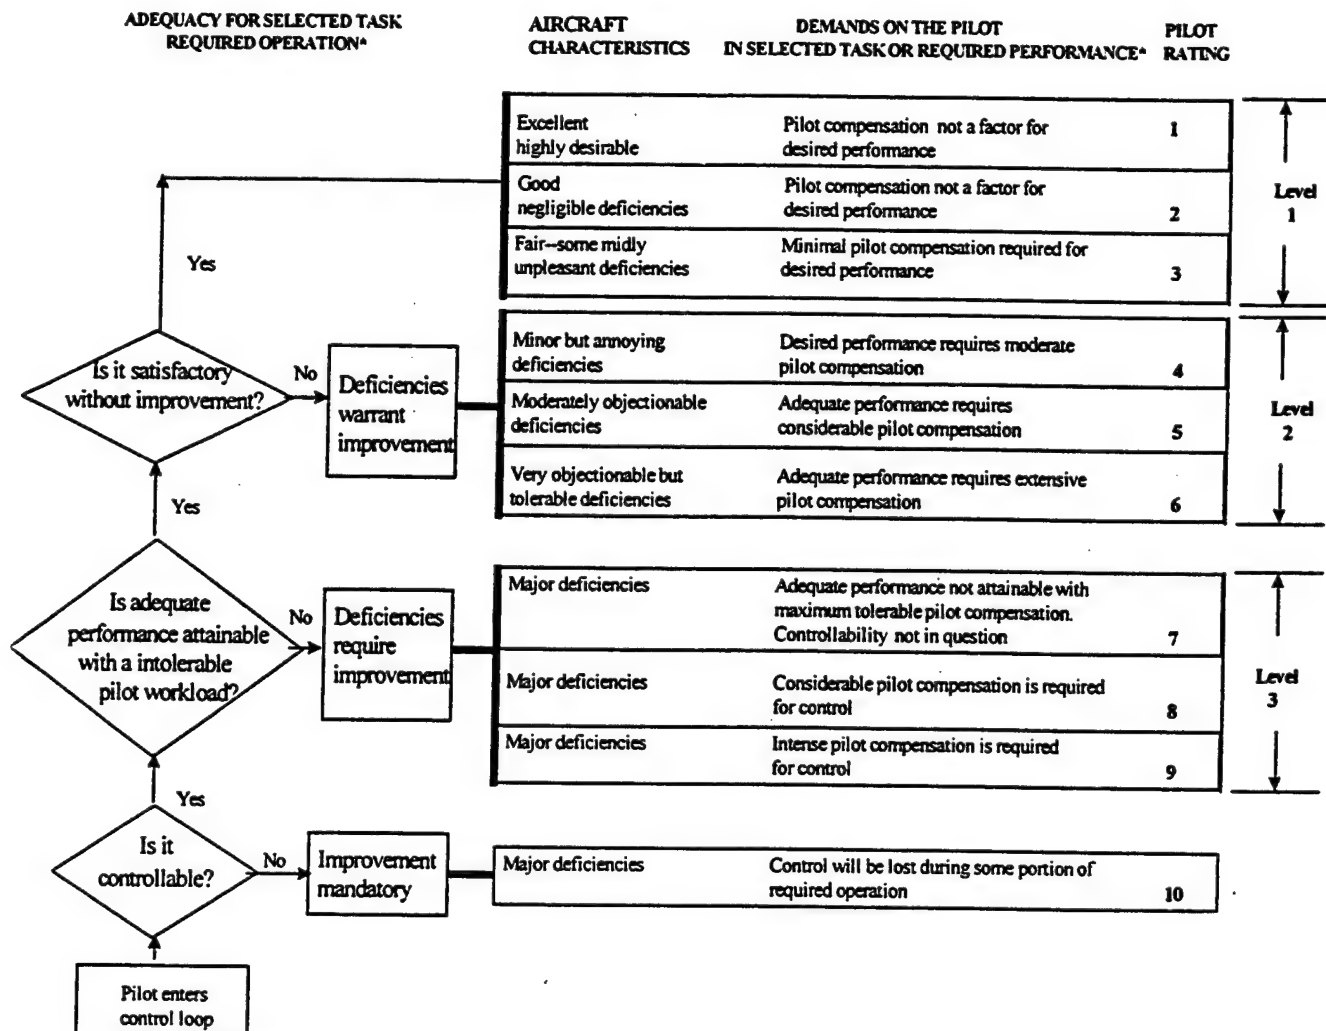 ADEQUACY FOR SELECTED TASK
REQUIRED OPERATION*
AIRCRAFT
CHARACTERISTICS
DEMANDS ON THE PILOT
IN SELECTED TASK OR REQUIRED PERFORMANCE*
PILOT
RATING
Excellent
highly desirable
Pilot compensation not a factor for
desired performance
1
Good
negligible deficiencies
Pilot compensation not a factor for
desired performance
2
Fair--some midly
unpleasant deficiencies
Minimal pilot compensation required for
desired performance
3
Level
1
Yes
Is it satisfactory
without improvement?
No
Deficiencies
warrant
improvement
Minor but annoying
deficiencies
Desired performance requires moderate
pilot compensation
4
Moderately objectionable
deficiencies
Adequate performance requires
considerable pilot compensation
5
Very objectionable but
tolerable deficiencies
Adequate performance requires extensive
pilot compensation
6
Level
2
Yes
Is adequate
performance attainable
with a intolerable
pilot workload?
No
Deficiencies
require
improvement
Major deficiencies
Adequate performance not attainable with
maximum tolerable pilot compensation.
Controllability not in question
7
Major deficiencies
Considerable pilot compensation is required
for control
8
Major deficiencies
Intense pilot compensation is required
for control
9
Level
3
Yes
Is it
controllable?
No
Improvement
mandatory
Major deficiencies
Control will be lost during some portion of
required operation
10
Pilot enters
control loop